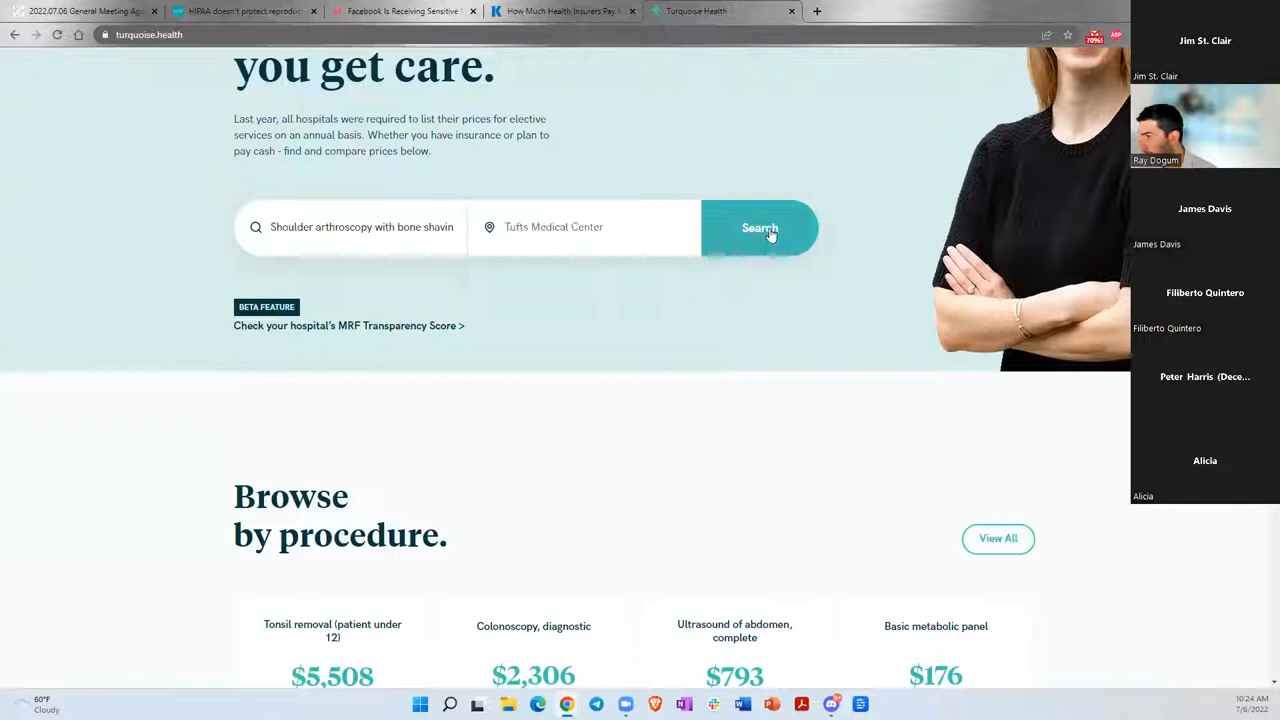 2022.07.06 General Meeting Age
HIPAA doesn't protect reproduc
Facebook Is Receiving Sensitive
How Much Health Insurers Pay
Turquoise Health
turquoise.health
70965
ABP
you get care.
Last year, all hospitals were required to list their prices for elective
services on an annual basis. Whether you have insurance or plan to
pay cash - find and compare prices below.
Shoulder arthroscopy with bone shavin
Tufts Medical Center
Search
BETA FEATURE
Check your hospital's MRF Transparency Score >
Browse
by procedure.
View All
Tonsil removal (patient under
12)
$5,508
Colonoscopy, diagnostic
$2,306
Ultrasound of abdomen,
complete
$793
Basic metabolic panel
$176
Jim St. Clair
Jim St. Clair
Ray Dogum
James Davis
James Davis
Filiberto Quintero
Filiberto Quintero
Peter Harris (Dece...
Alicia
Alicia
60°F
Cloudy
10:24 AM
7/6/2022